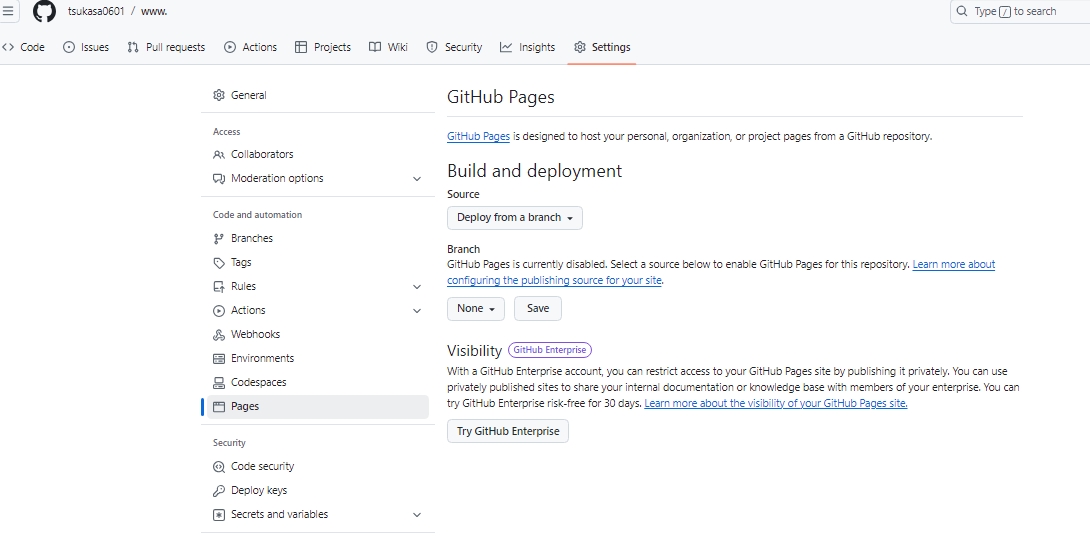 tsukasa0601 / www.
Type / to search
Code Issues Pull requests Actions Projects Wiki Security Insights Settings
General
Access
Collaborators
Moderation options
Code and automation
Branches
Tags
Rules
Actions
Webhooks
Environments
Codespaces
Pages
Security
Code security
Deploy keys
Secrets and variables
GitHub Pages
GitHub Pages is designed to host your personal, organization, or project pages from a GitHub repository.
Build and deployment
Source
Deploy from a branch
Branch
GitHub Pages is currently disabled. Select a source below to enable GitHub Pages for this repository. Learn more about
configuring the publishing source for your site.
None Save
Visibility GitHub Enterprise
With a GitHub Enterprise account, you can restrict access to your GitHub Pages site by publishing it privately. You can use
privately published sites to share your internal documentation or knowledge base with members of your enterprise. You can
try GitHub Enterprise risk-free for 30 days. Learn more about the visibility of your GitHub Pages site.
Try GitHub Enterprise